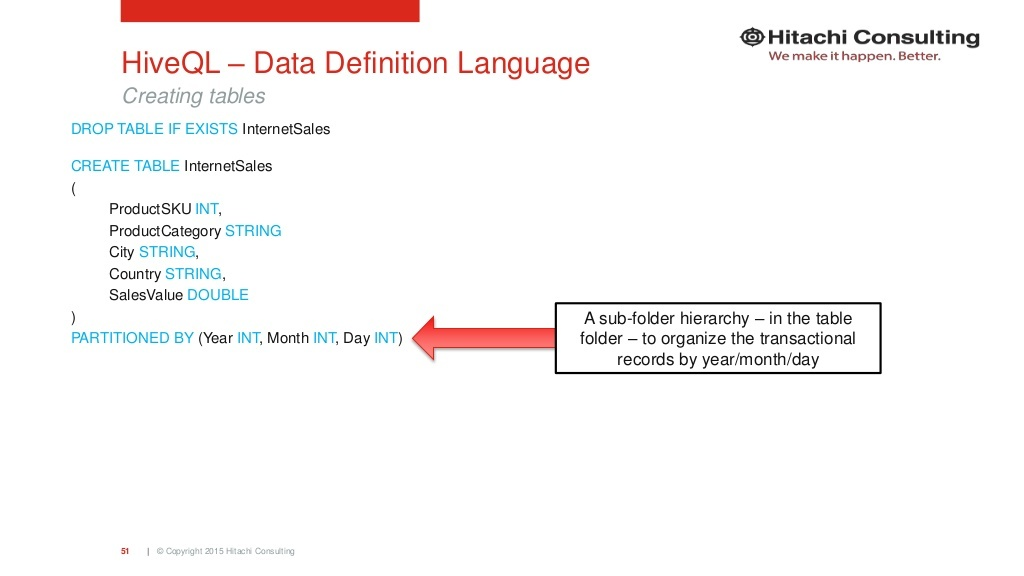 Hitachi Consulting
We make it happen. Better.
HiveQL – Data Definition Language
Creating tables
DROP TABLE IF EXISTS InternetSales
CREATE TABLE InternetSales
(
ProductSKU INT,
ProductCategory STRING
City STRING,
Country STRING,
SalesValue DOUBLE
)
PARTITIONED BY (Year INT, Month INT, Day INT)
A sub-folder hierarchy – in the table
folder – to organize the transactional
records by year/month/day
51 | © Copyright 2015 Hitachi Consulting